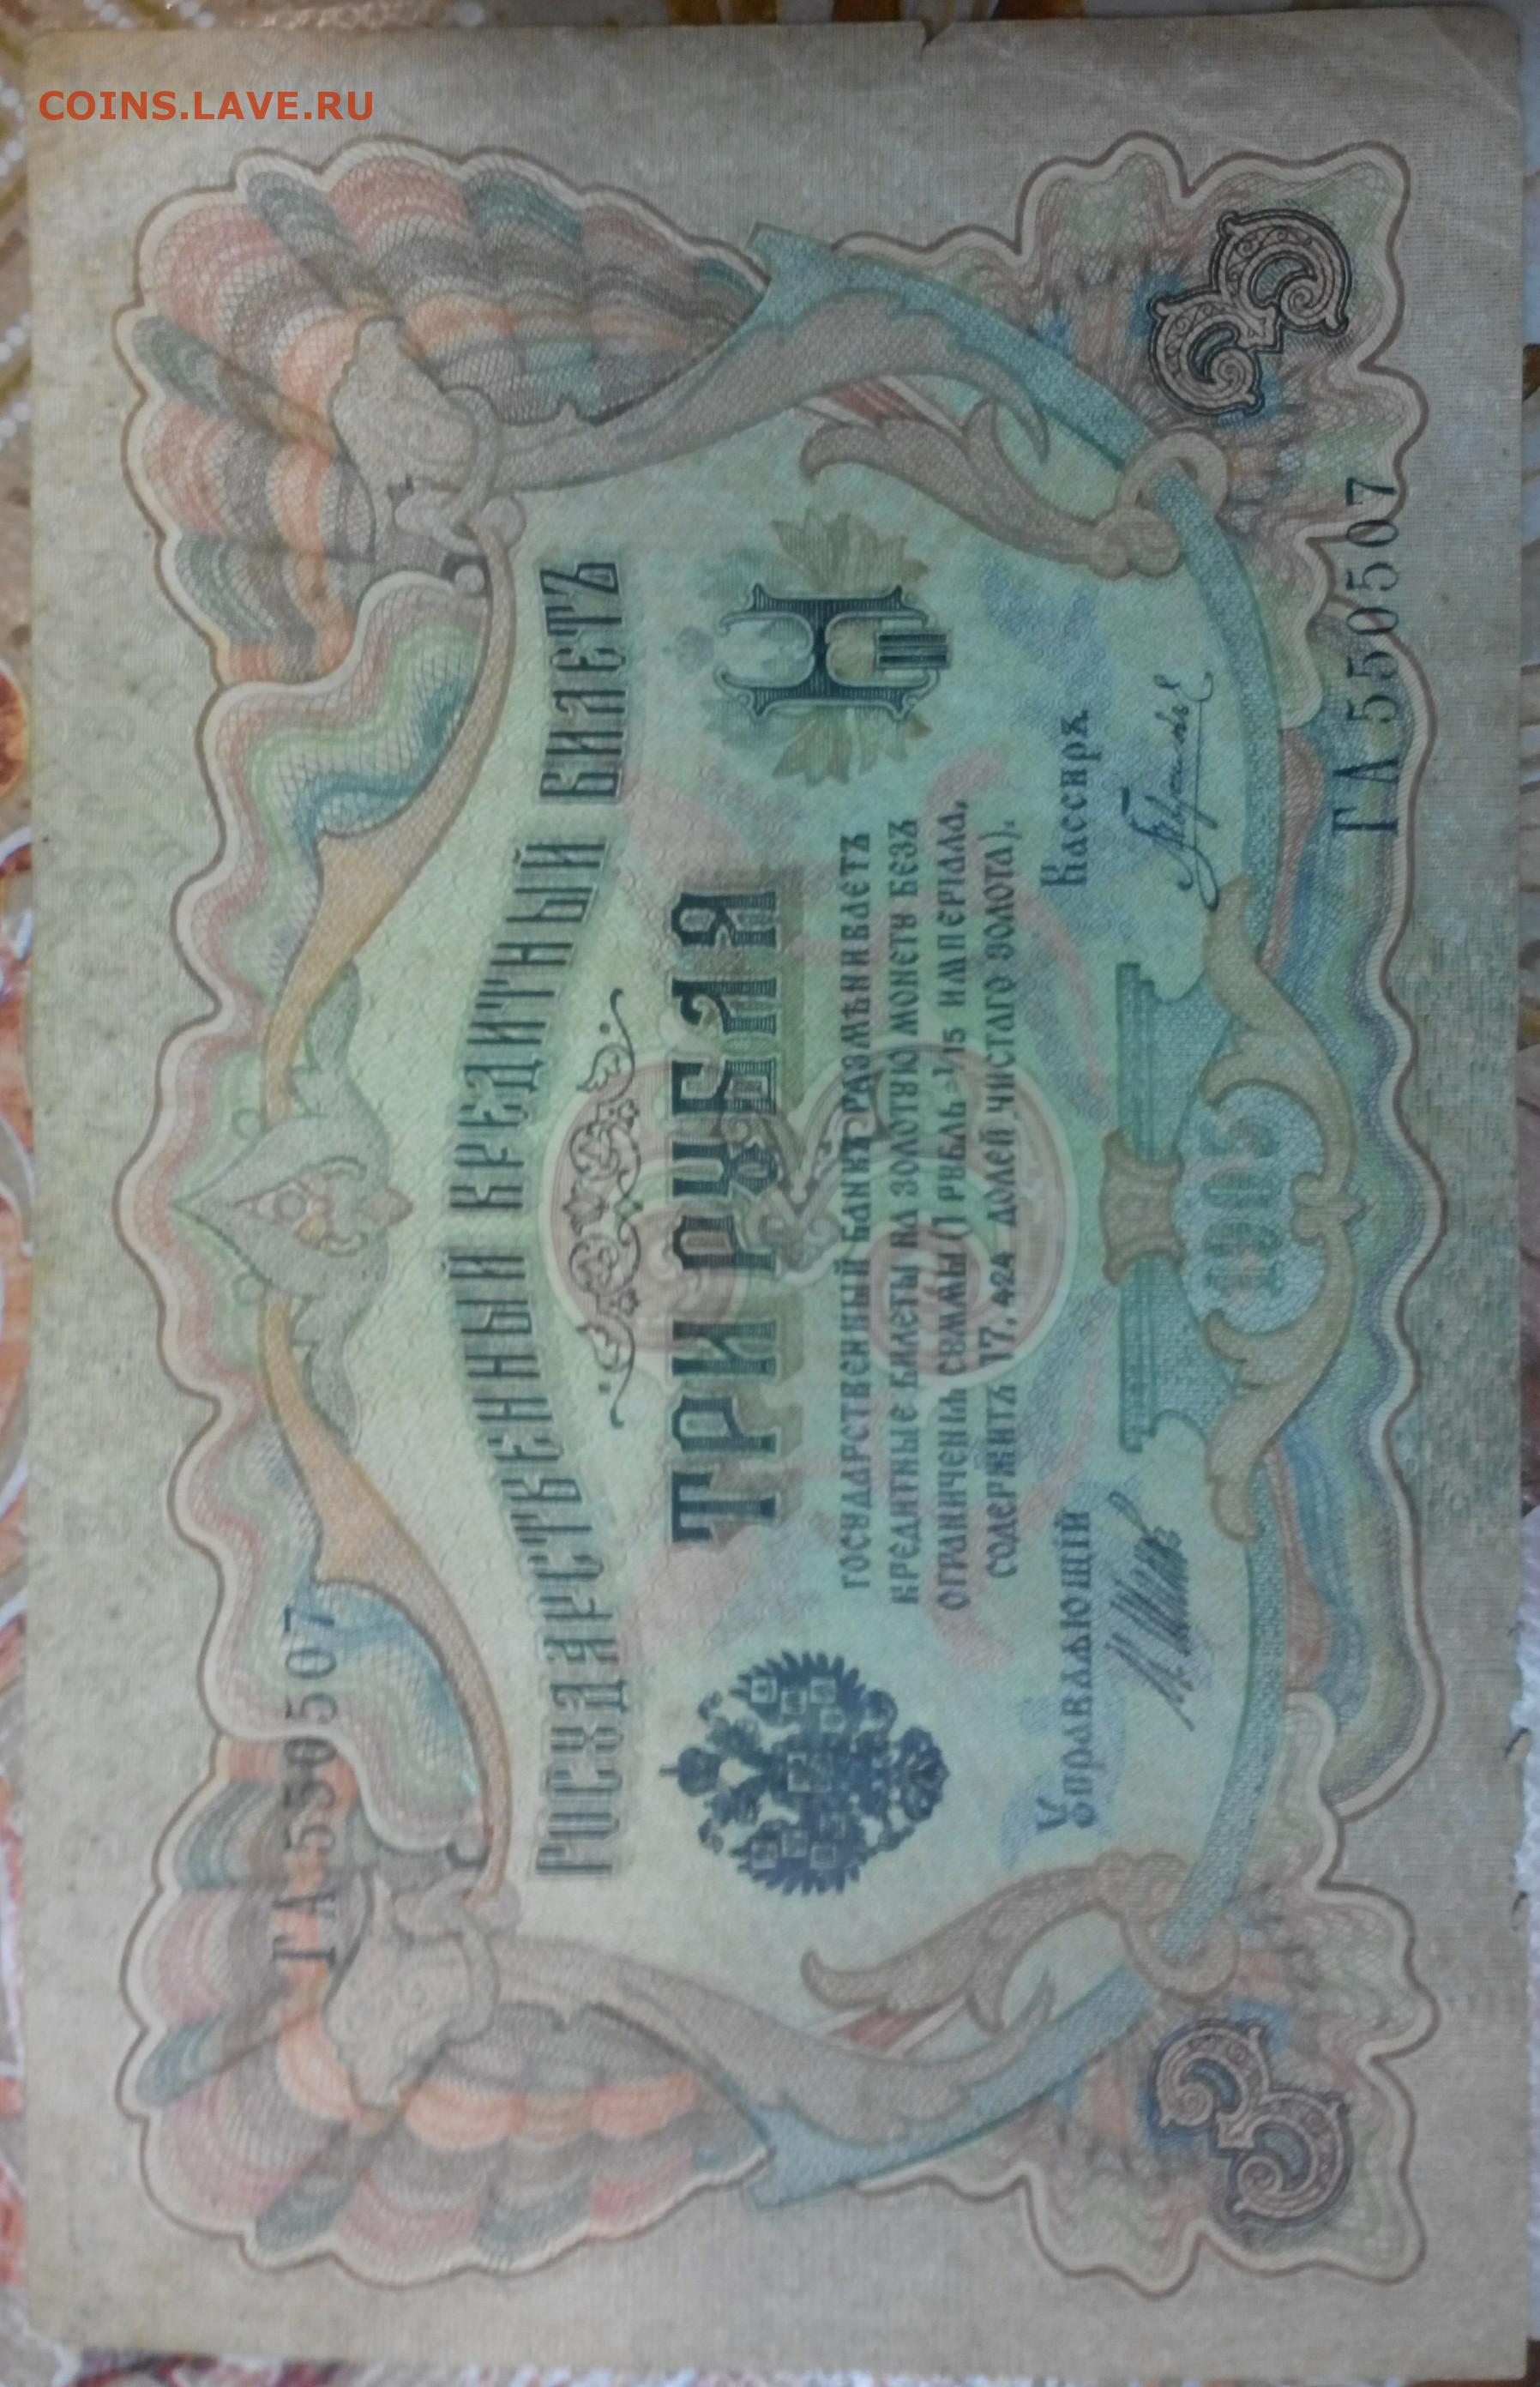 COINS.LAVE.RU
ГА 550507
ГОСУДАРСТВЕННЫЙ КРЕДИТНЫЙ БИЛЕТЪ
ТРИ РУБЛЯ
ГОСУДАРСТВЕННЫЙ БАНКЪ РАЗМѢНИВАЕТЪ
КРЕДИТНЫЕ БИЛЕТЫ НА ЗОЛОТУЮ МОНЕТУ БЕЗЪ
ОГРАНИЧЕНІЯ СУММЫ (1 РУБЛЬ = 1/15 ИМПЕРІАЛА,
СОДЕРЖИТЪ 17,424 ДОЛЕЙ ЧИСТАГО ЗОЛОТА).
Н II
Управляющій
Кассиръ.
И. Шипов
1905
3
3
ГА 550507